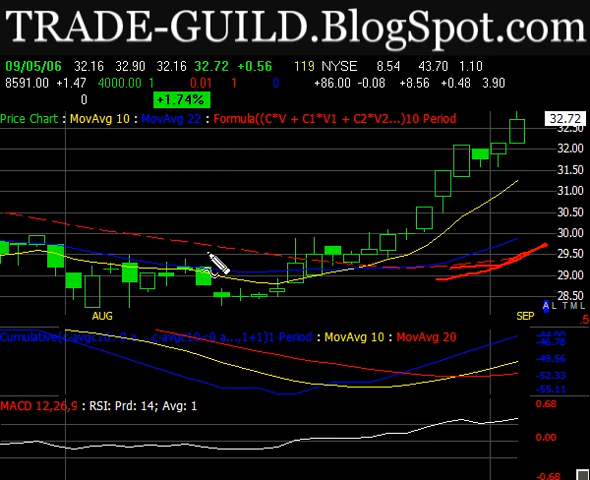 TRADE-GUILD.BlogSpot.com
09/05/06 32.16 32.90 32.16 32.72 +0.56 119 NYSE 8.54 43.70 1.10
8591.00 +1.47 4000.00 1 0.01 1 0 +86.00 -0.08 +8.56 +0.48 3.90
0 +1.74%
Price Chart : MovAvg 10 : MovAvg 22 : Formula((C*V + C1*V1 + C2*V2...)10 Period
32.72
32.50
32.00
31.50
31.00
30.50
30.00
29.50
29.00
28.50
A L T M L
AUG SEP .5
1 Period : MovAvg 10 : MovAvg 20
-46.78
-49.56
-52.33
-55.11
MACD 12,26,9 : RSI: Prd: 14; Avg: 1
0.68
0.00
-0.68